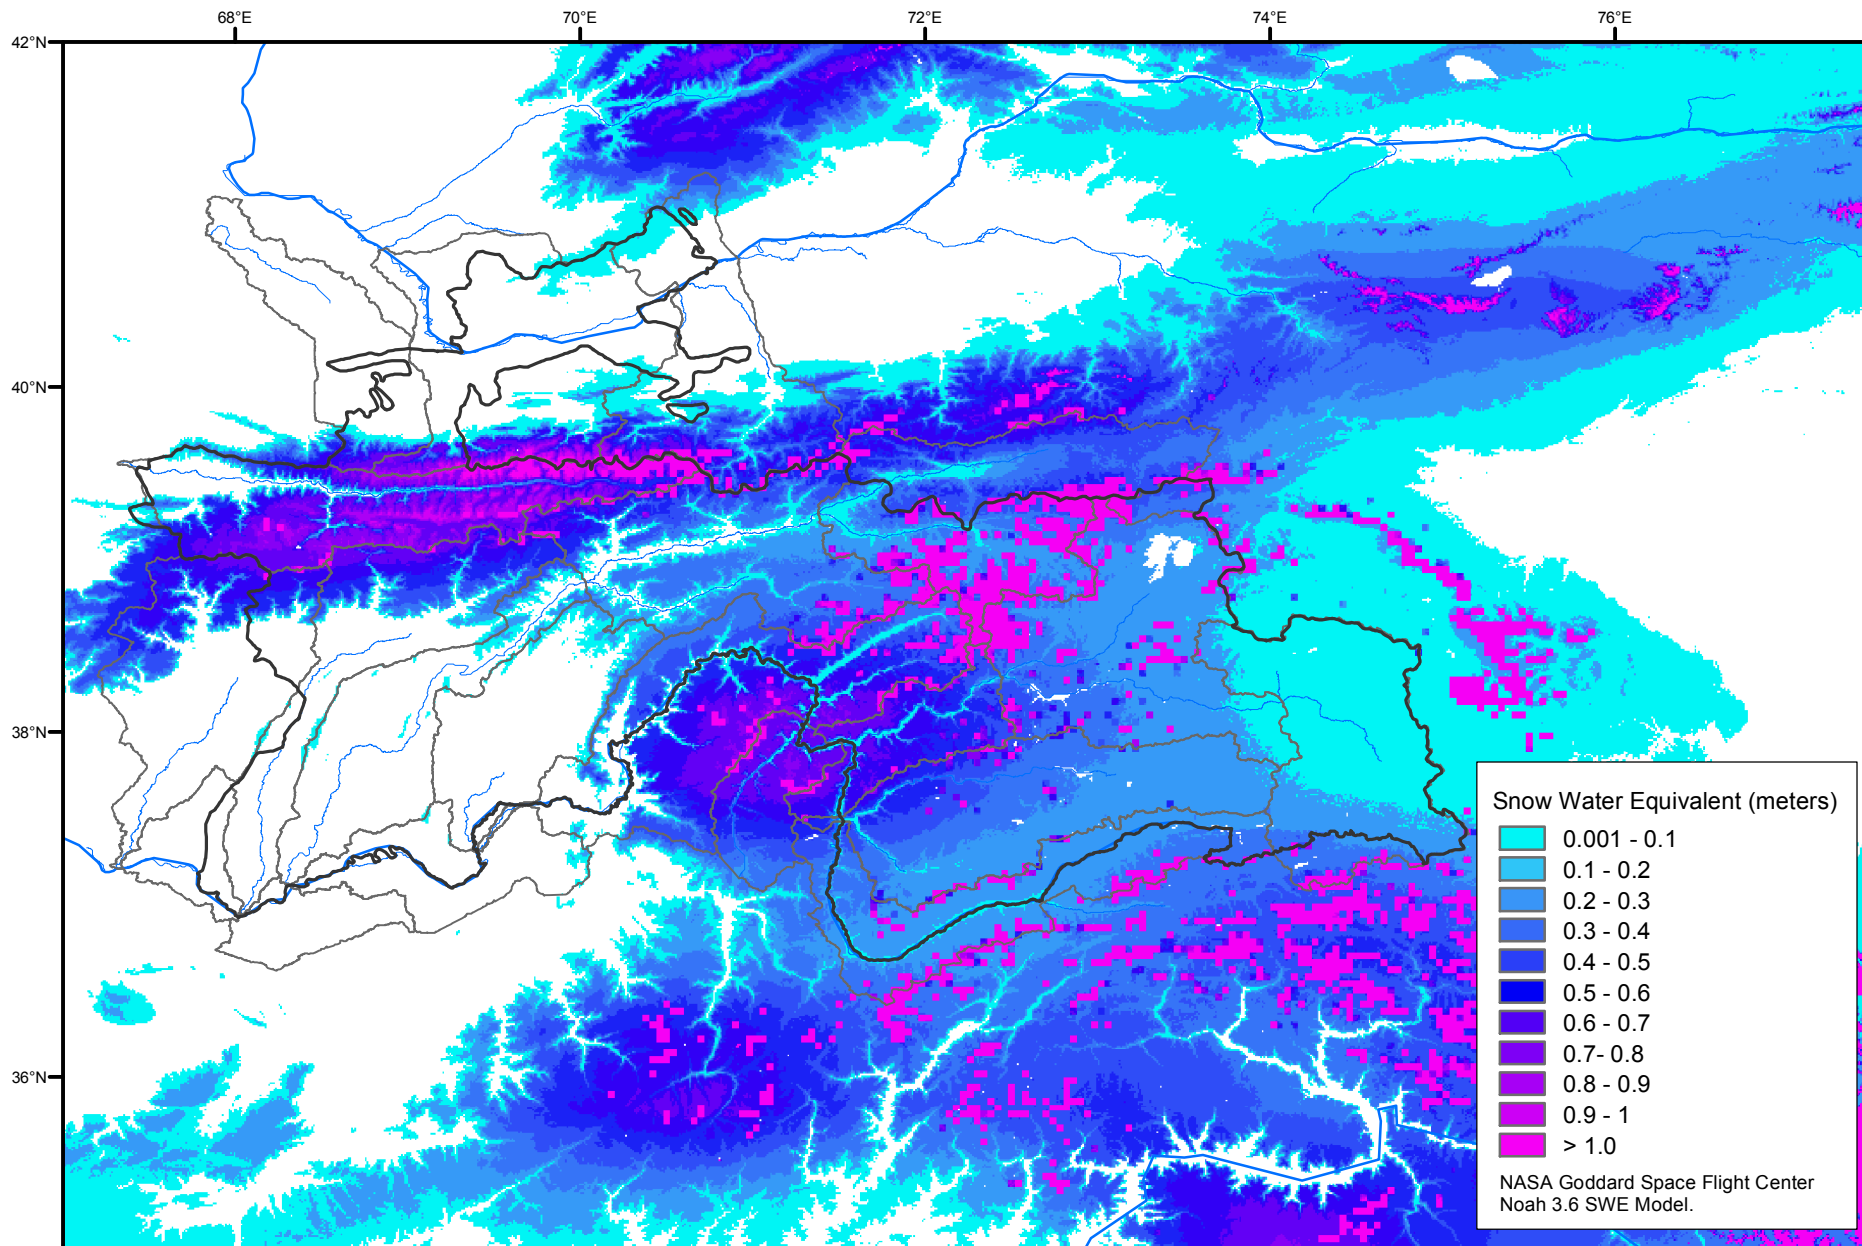 68°E
70°E
72°E
74°E
76°E
42°N
40°N
38°N
36°N
Snow Water Equivalent (meters)
0.001 - 0.1
0.1 - 0.2
0.2 - 0.3
0.3 - 0.4
0.4 - 0.5
0.5 - 0.6
0.6 - 0.7
0.7- 0.8
0.8 - 0.9
0.9 - 1
> 1.0
NASA Goddard Space Flight Center
Noah 3.6 SWE Model.